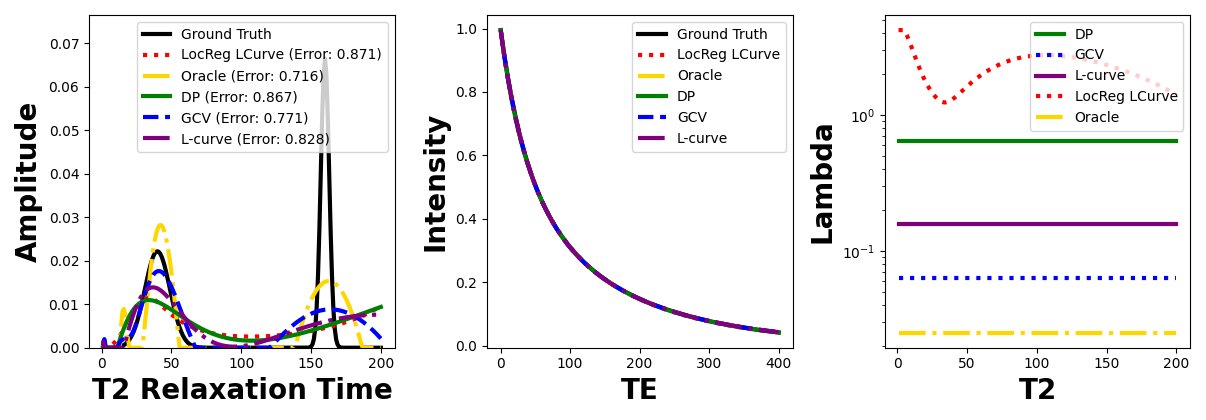 0.07
0.06
0.05
0.04
0.03
0.02
0.01
0.00
Amplitude
Ground Truth
LocReg LCurve (Error: 0.871)
Oracle (Error: 0.716)
DP (Error: 0.867)
GCV (Error: 0.771)
L-curve (Error: 0.828)
0 50 100 150 200
T2 Relaxation Time
1.0
0.8
0.6
0.4
0.2
0.0
Intensity
Ground Truth
LocReg LCurve
Oracle
DP
GCV
L-curve
0 100 200 300 400
TE
10⁰
10⁻¹
Lambda
DP
GCV
L-curve
LocReg LCurve
Oracle
0 50 100 150 200
T2